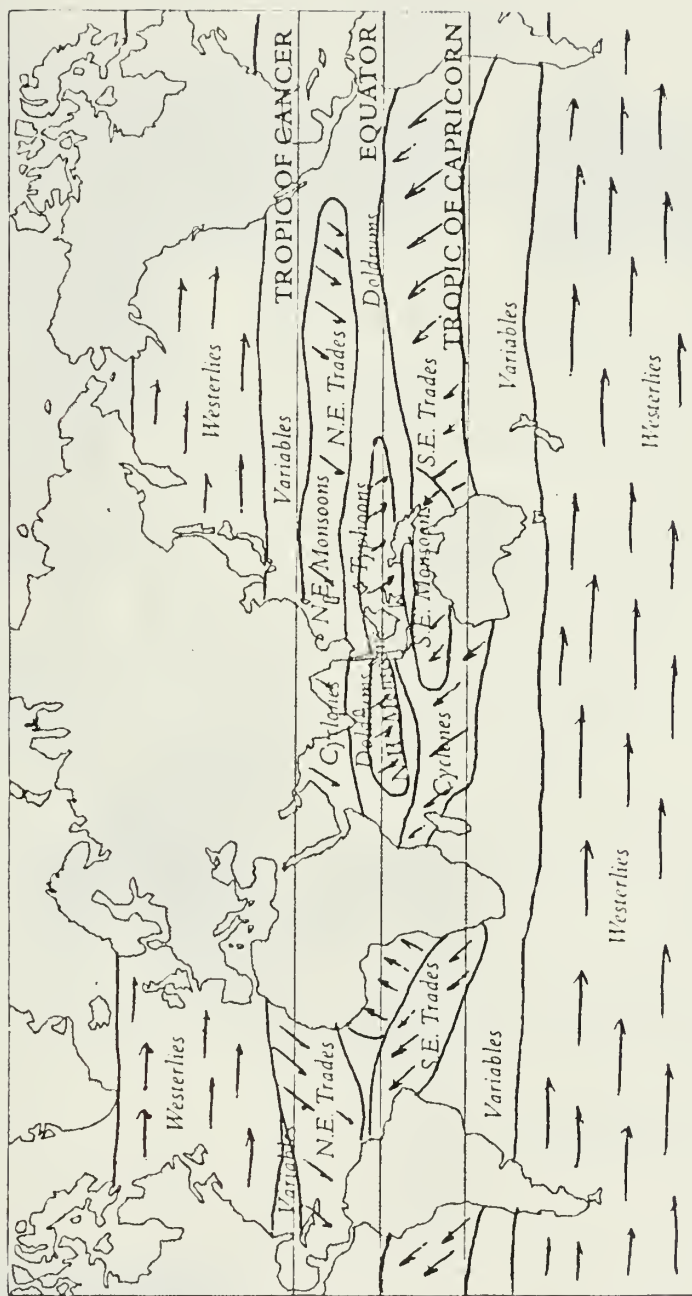 Westerlies
Westerlies
Variables
Variables
TROPIC OF CANCER
N.E. Trades
Cyclones
N.E. Monsoons
N.E. Trades
Typhoons
Doldrums
Doldrums
EQUATOR
S.E. Trades
Cyclones
S.E. Monsoons
S.E. Trades
TROPIC OF CAPRICORN
Variables
Variables
Westerlies
Westerlies